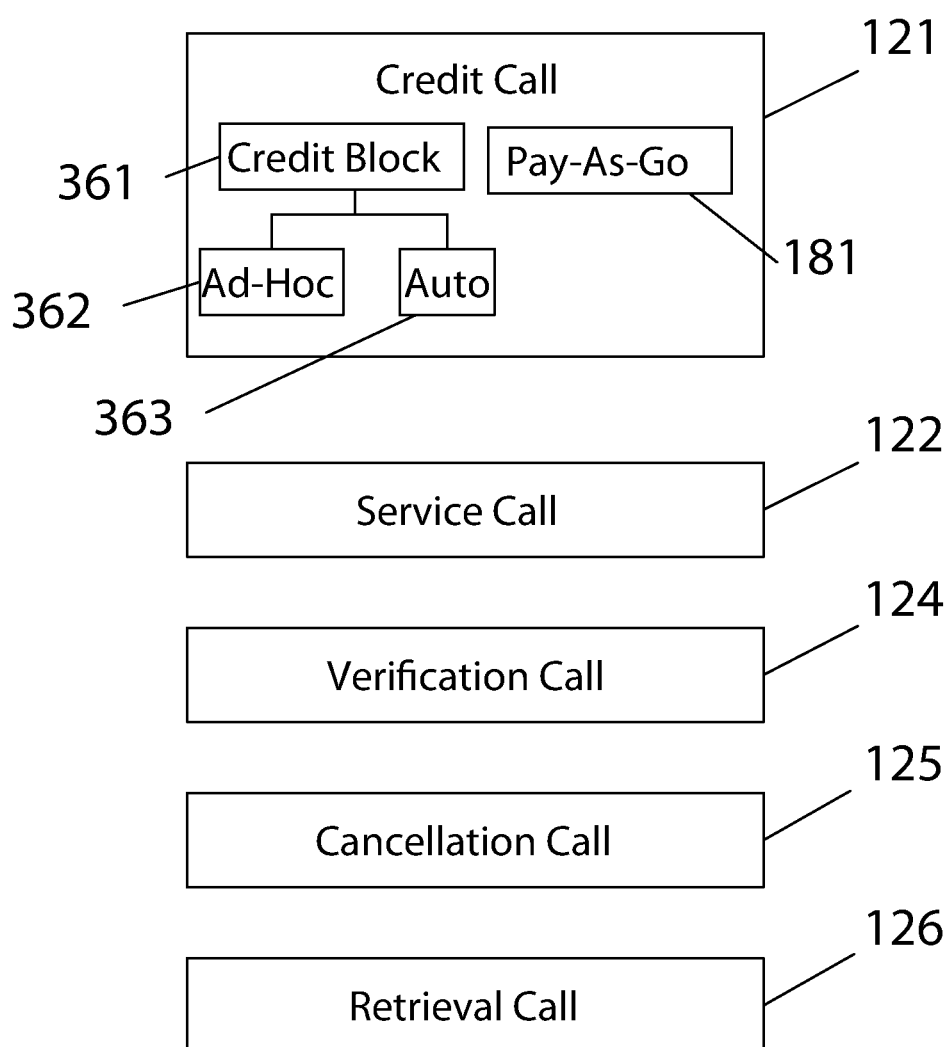 121
Credit Call
361
Credit Block
Pay-As-Go
181
362
Ad-Hoc
Auto
363
122
Service Call
124
Verification Call
125
Cancellation Call
126
Retrieval Call